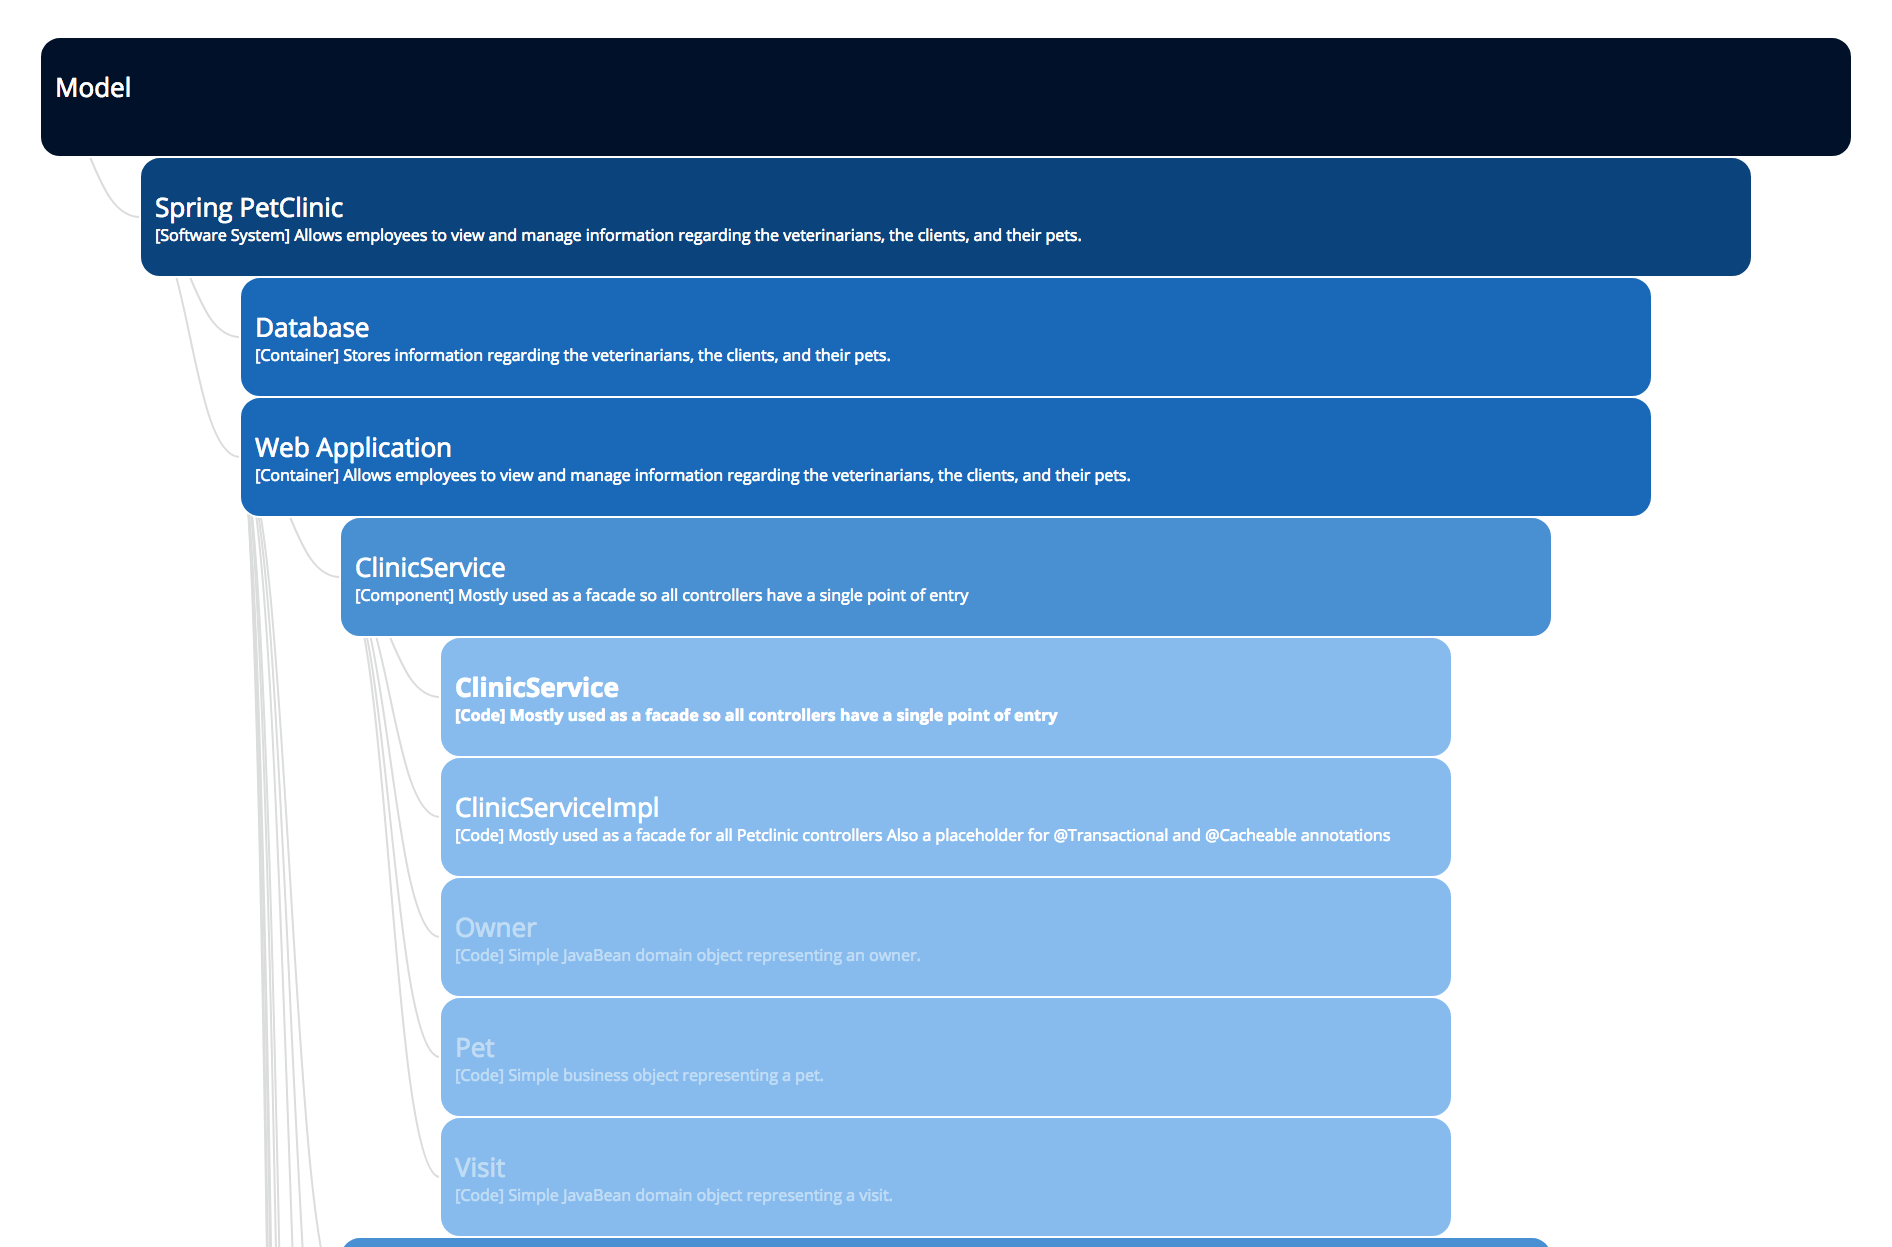 Model
Spring PetClinic
[Software System] Allows employees to view and manage information regarding the veterinarians, the clients, and their pets.
Database
[Container] Stores information regarding the veterinarians, the clients, and their pets.
Web Application
[Container] Allows employees to view and manage information regarding the veterinarians, the clients, and their pets.
ClinicService
[Component] Mostly used as a facade so all controllers have a single point of entry
ClinicService
[Code] Mostly used as a facade so all controllers have a single point of entry
ClinicServiceImpl
[Code] Mostly used as a facade for all Petclinic controllers Also a placeholder for @Transactional and @Cacheable annotations
Owner
[Code] Simple JavaBean domain object representing an owner.
Pet
[Code] Simple business object representing a pet.
Visit
[Code] Simple JavaBean domain object representing a visit.